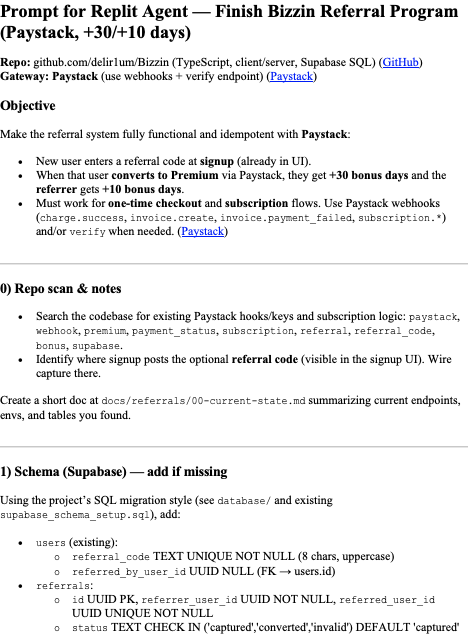 Prompt for Replit Agent — Finish Bizzin Referral Program
(Paystack, +30/+10 days)
Repo: github.com/delir1um/Bizzin (TypeScript, client/server, Supabase SQL) (GitHub)
Gateway: Paystack (use webhooks + verify endpoint) (Paystack)
Objective
Make the referral system fully functional and idempotent with Paystack:
• New user enters a referral code at signup (already in UI).
• When that user converts to Premium via Paystack, they get +30 bonus days and the
referrer gets +10 bonus days.
• Must work for one-time checkout and subscription flows. Use Paystack webhooks
(charge.success, invoice.create, invoice.payment_failed, subscription.*)
and/or verify when needed. (Paystack)
0) Repo scan & notes
• Search the codebase for existing Paystack hooks/keys and subscription logic: paystack,
webhook, premium, payment_status, subscription, referral, referral_code,
bonus, supabase.
• Identify where signup posts the optional referral code (visible in the signup UI). Wire
capture there.
Create a short doc at docs/referrals/00-current-state.md summarizing current endpoints,
envs, and tables you found.
1) Schema (Supabase) — add if missing
Using the project’s SQL migration style (see database/ and existing
supabase_schema_setup.sql), add:
• users (existing):
o referral_code TEXT UNIQUE NOT NULL (8 chars, uppercase)
o referred_by_user_id UUID NULL (FK → users.id)
• referrals:
o id UUID PK, referrer_user_id UUID NOT NULL, referred_user_id
UUID UNIQUE NOT NULL
o status TEXT CHECK IN ('captured','converted','invalid') DEFAULT 'captured'